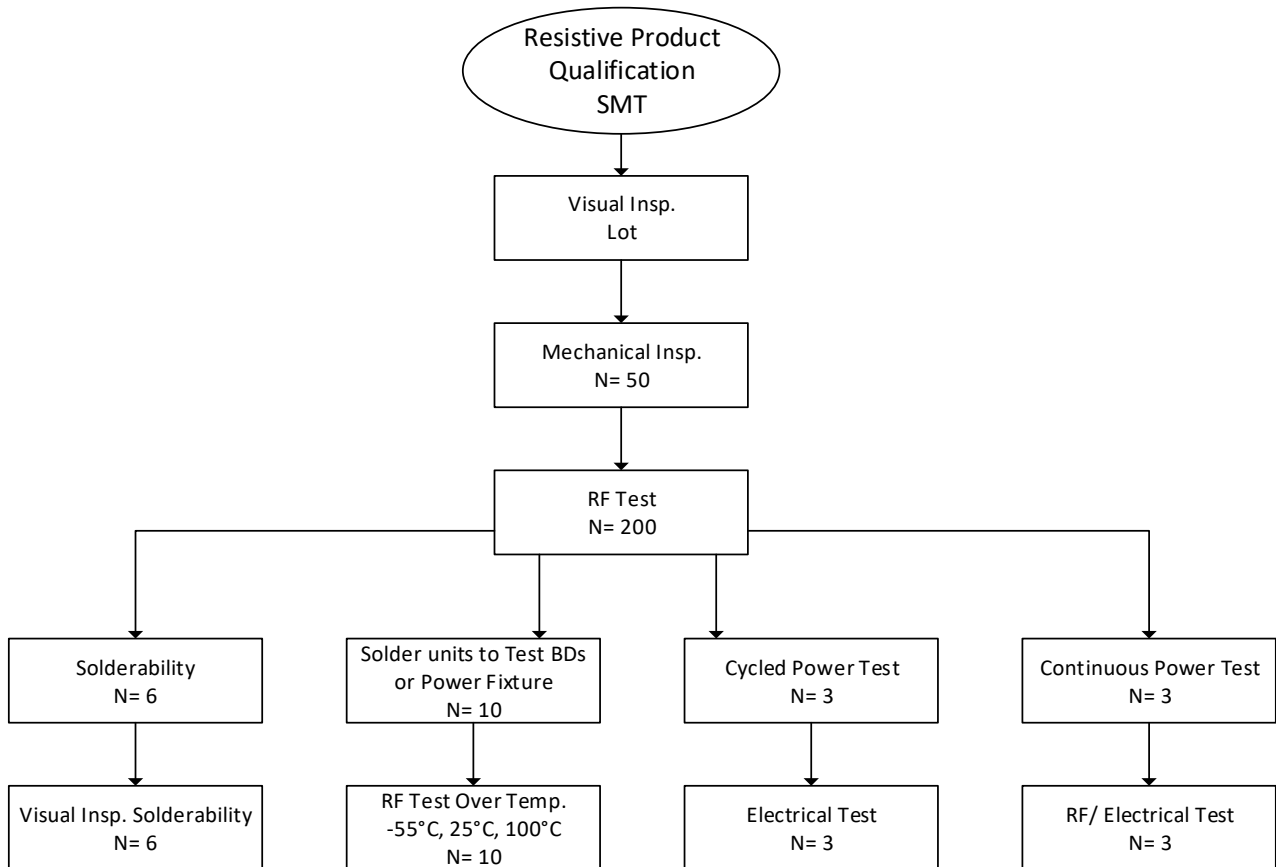 Resistive Product
Qualification
SMT
Visual Insp.
Lot
Mechanical Insp.
N= 50
RF Test
N= 200
Solderability
N= 6
Solder units to Test BDs
or Power Fixture
N= 10
Cycled Power Test
N= 3
Continuous Power Test
N= 3
Visual Insp. Solderability
N= 6
RF Test Over Temp.
-55°C, 25°C, 100°C
N= 10
Electrical Test
N= 3
RF/ Electrical Test
N= 3